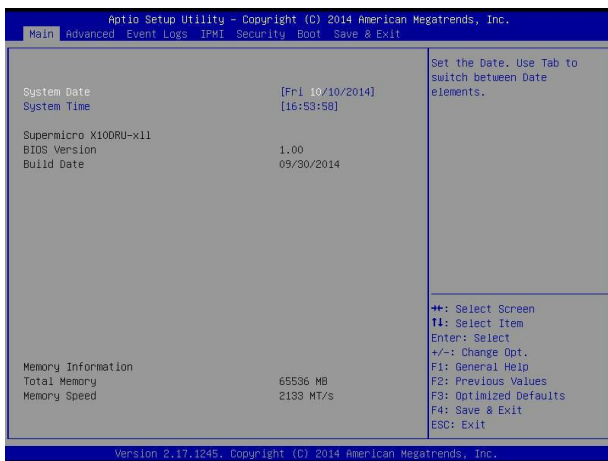 Aptio Setup Utility – Copyright (C) 2014 American Megatrends, Inc.
Main Advanced Event Logs IPMI Security Boot Save & Exit
System Date [Fri 10/10/2014]
System Time [16:53:58]
Supermicro X10DRU-xll
BIOS Version 1.00
Build Date 09/30/2014
Memory Information
Total Memory 65536 MB
Memory Speed 2133 MT/s
Set the Date. Use Tab to
switch between Date
elements.
→←: Select Screen
↑↓: Select Item
Enter: Select
+/-: Change Opt.
F1: General Help
F2: Previous Values
F3: Optimized Defaults
F4: Save & Exit
ESC: Exit
Version 2.17.1245. Copyright (C) 2014 American Megatrends, Inc.